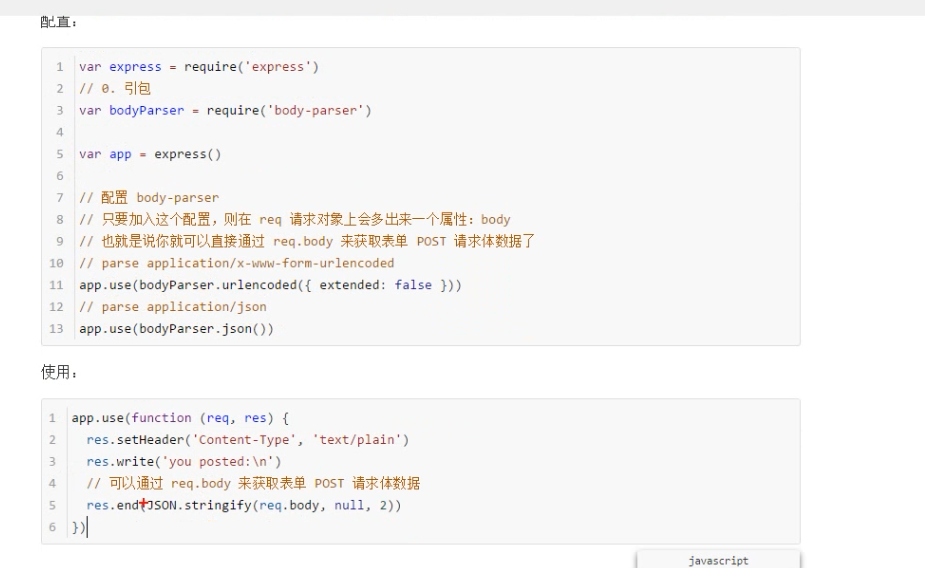 配置：
1 var express = require('express')
2 // 0. 引包
3 var bodyParser = require('body-parser')
4
5 var app = express()
6
7 // 配置 body-parser
8 // 只要加入这个配置，则在 req 请求对象上会多出来一个属性：body
9 // 也就是说你就可以直接通过 req.body 来获取表单 POST 请求体数据了
10 // parse application/x-www-form-urlencoded
11 app.use(bodyParser.urlencoded({ extended: false }))
12 // parse application/json
13 app.use(bodyParser.json())
使用：
1 app.use(function (req, res) {
2 res.setHeader('Content-Type', 'text/plain')
3 res.write('you posted:\n')
4 // 可以通过 req.body 来获取表单 POST 请求体数据
5 res.end(JSON.stringify(req.body, null, 2))
6 })
javascript